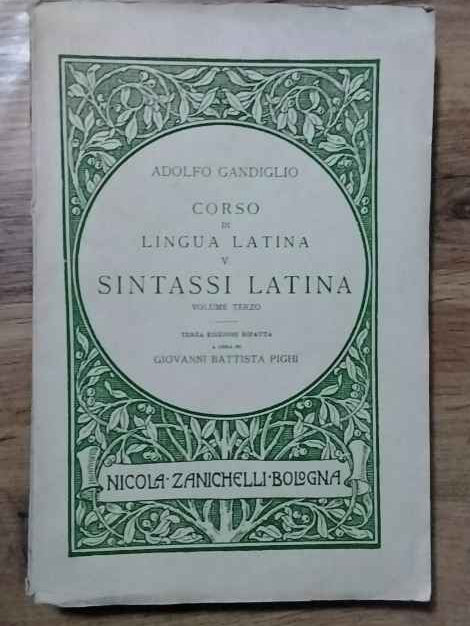 ADOLFO GANDIGLIO
CORSO
DI
LINGUA LATINA
V
SINTASSI LATINA
VOLUME TERZO
TERZA EDIZIONE RIFATTA
A CURA DI
GIOVANNI BATTISTA PIGHI
NICOLA·ZANICHELLI·BOLOGNA